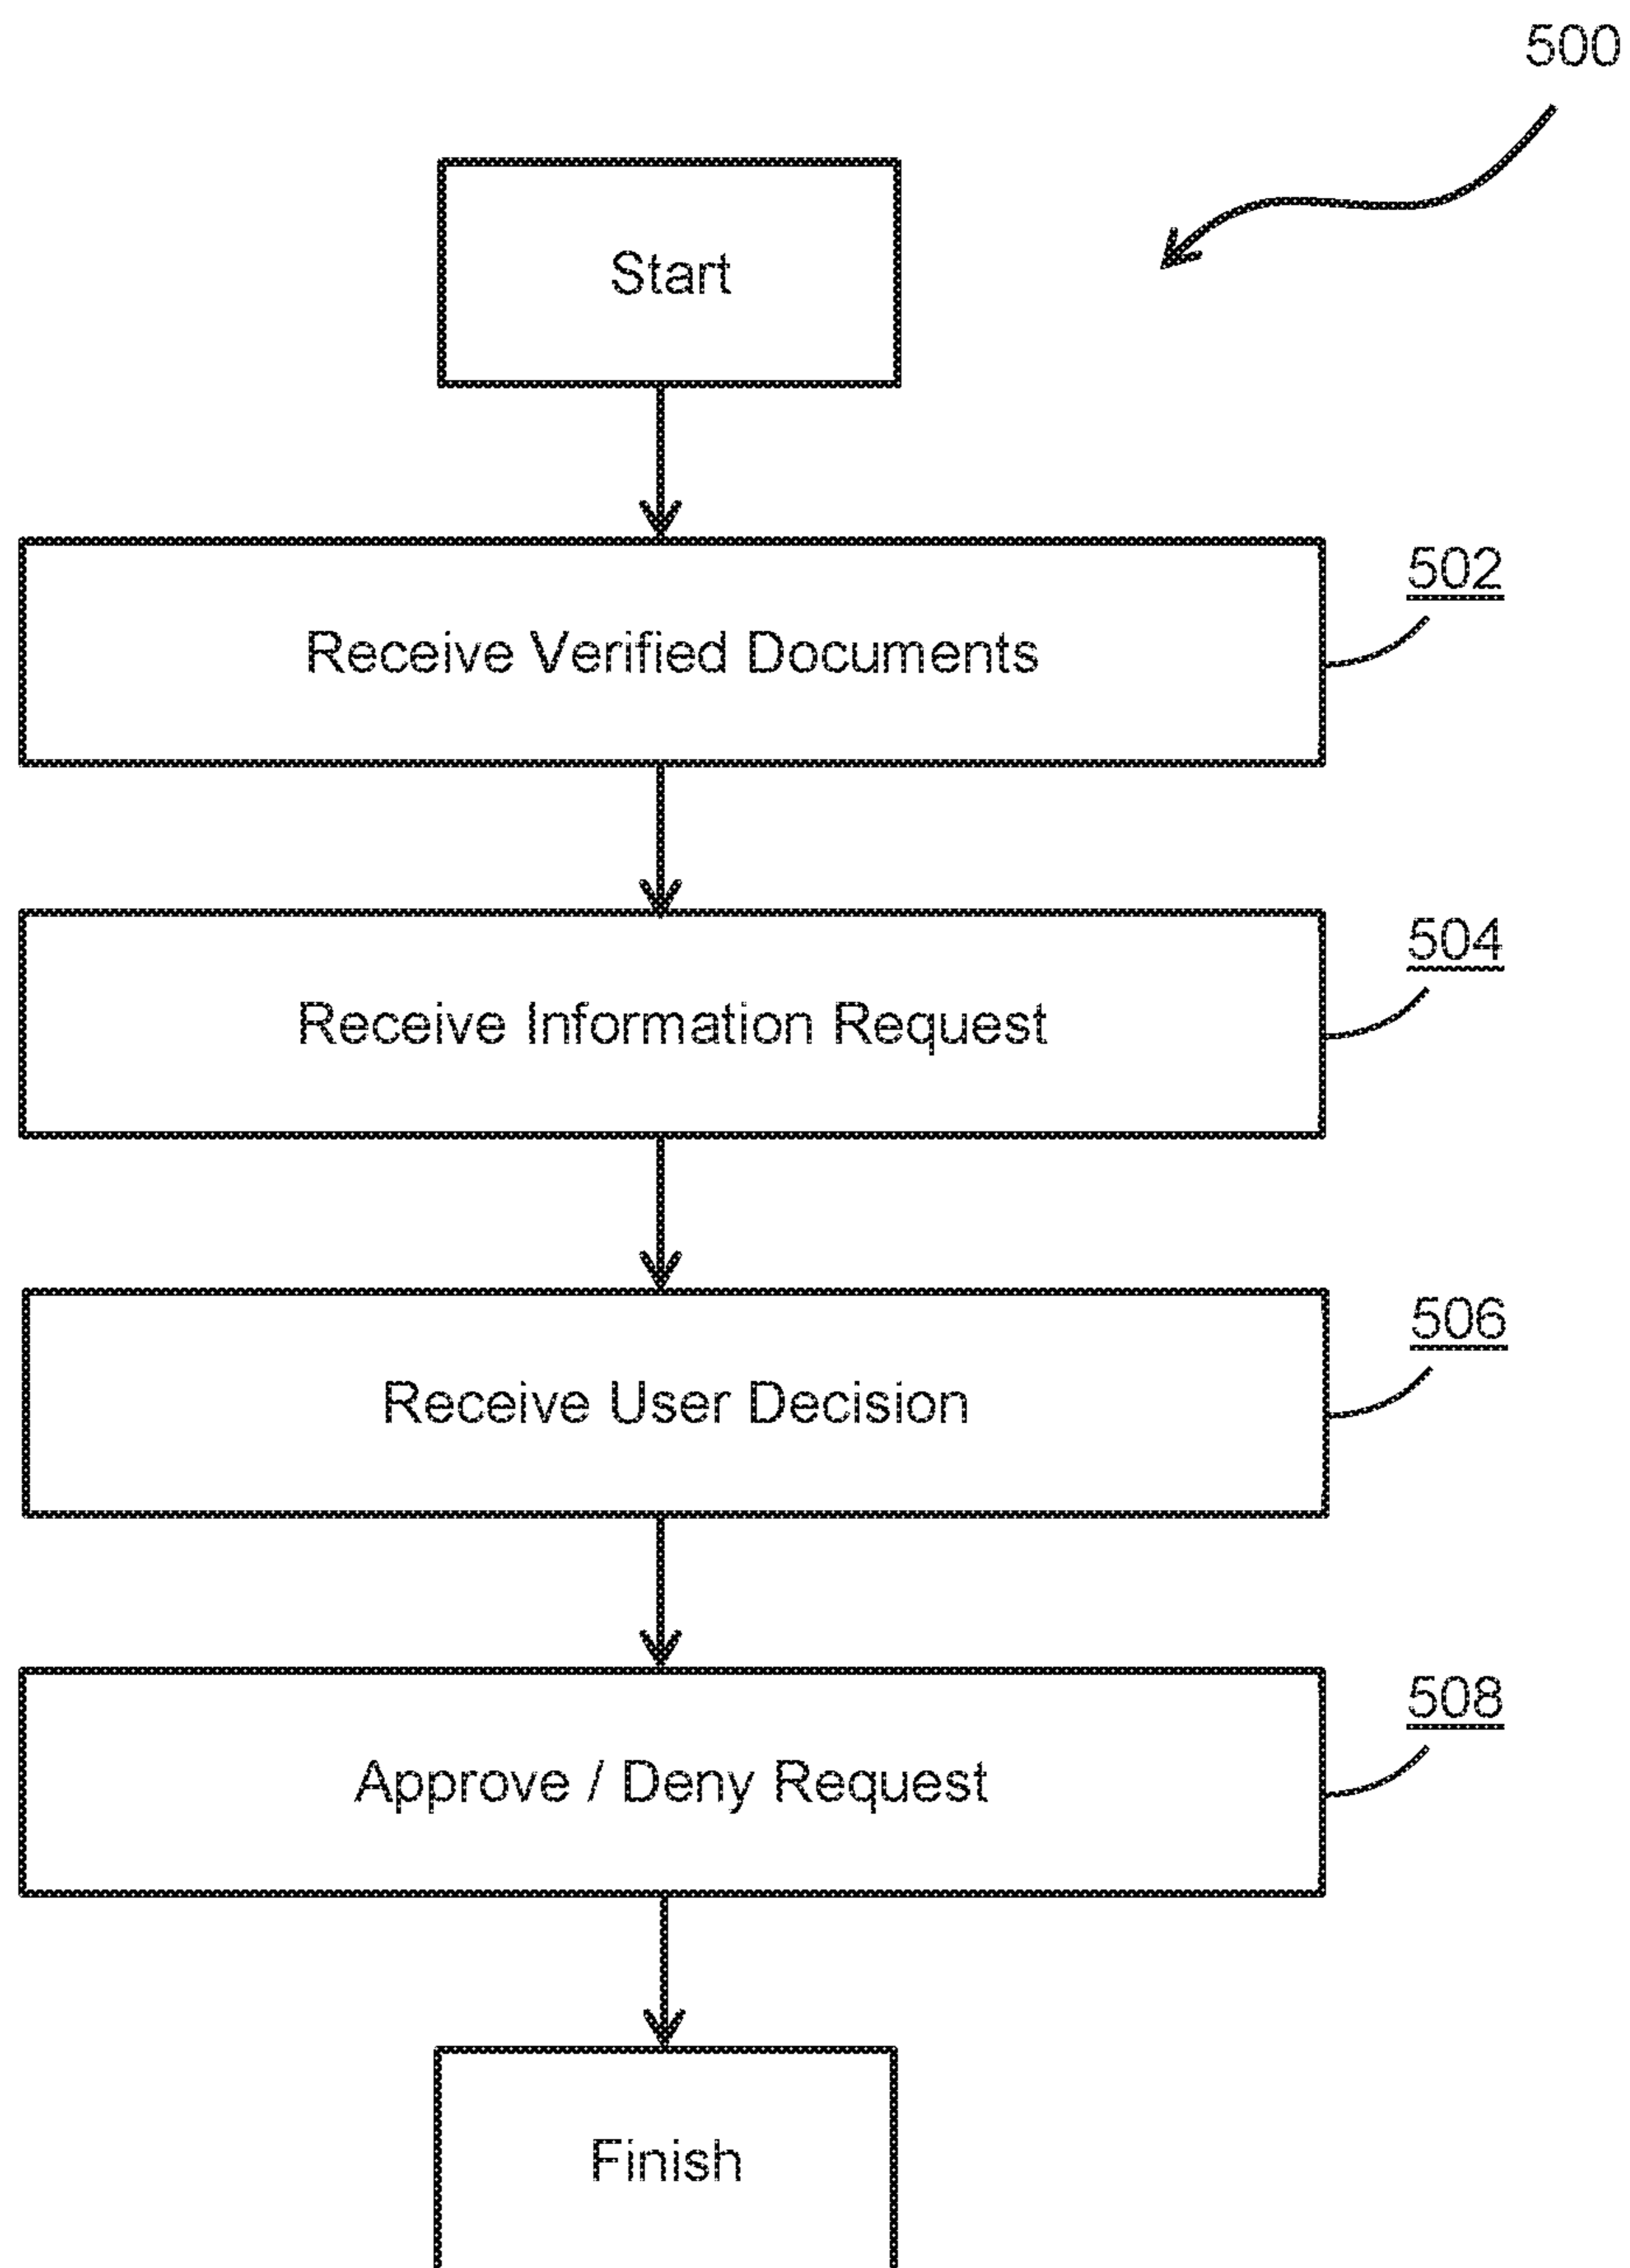 500
Start
502
Receive Verified Documents
504
Receive Information Request
506
Receive User Decision
508
Approve / Deny Request
Finish